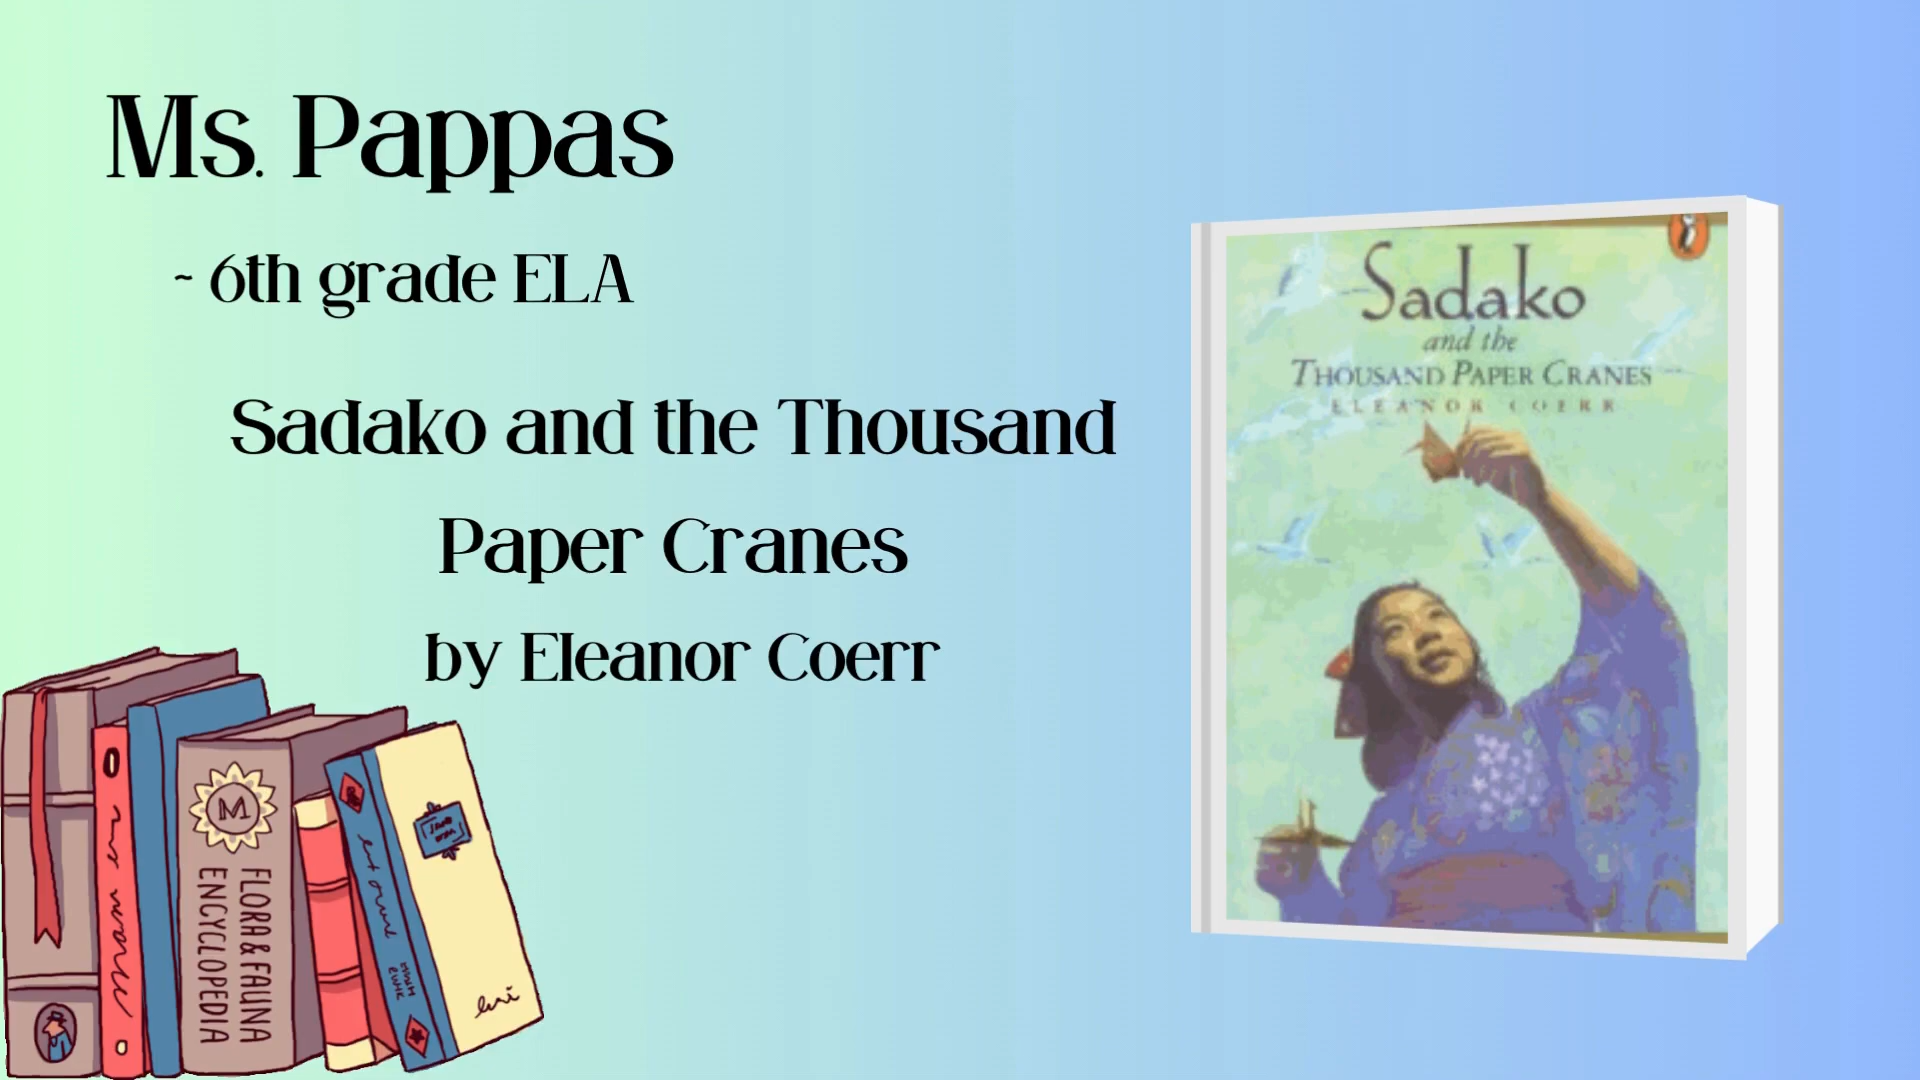 Ms. Pappas
~ 6th grade ELA
Sadako and the Thousand
Paper Cranes
by Eleanor Coerr
Sadako
and the
THOUSAND PAPER CRANES
ELEANOR COERR
M
FLORA & FAUNA
ENCYCLOPEDIA